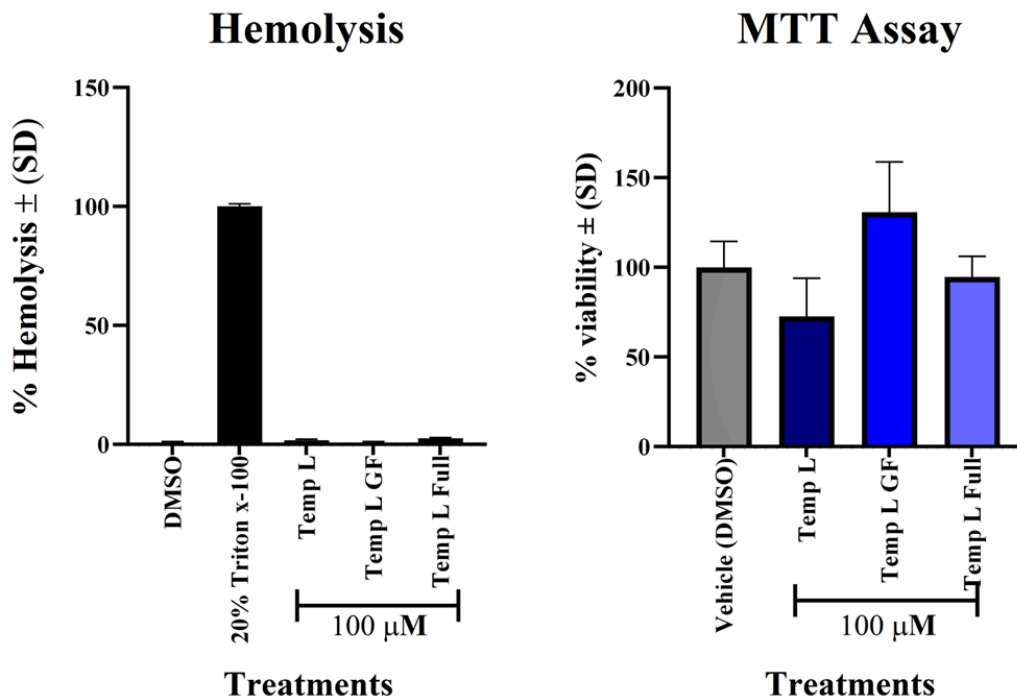 Hemolysis
% Hemolysis ± (SD)
150
100
50
0
DMSO
20% Triton x-100
Temp L
Temp L GF
Temp L Full
100 μM
Treatments
MTT Assay
% viability ± (SD)
200
150
100
50
0
Vehicle (DMSO)
Temp L
Temp L GF
Temp L Full
100 μM
Treatments